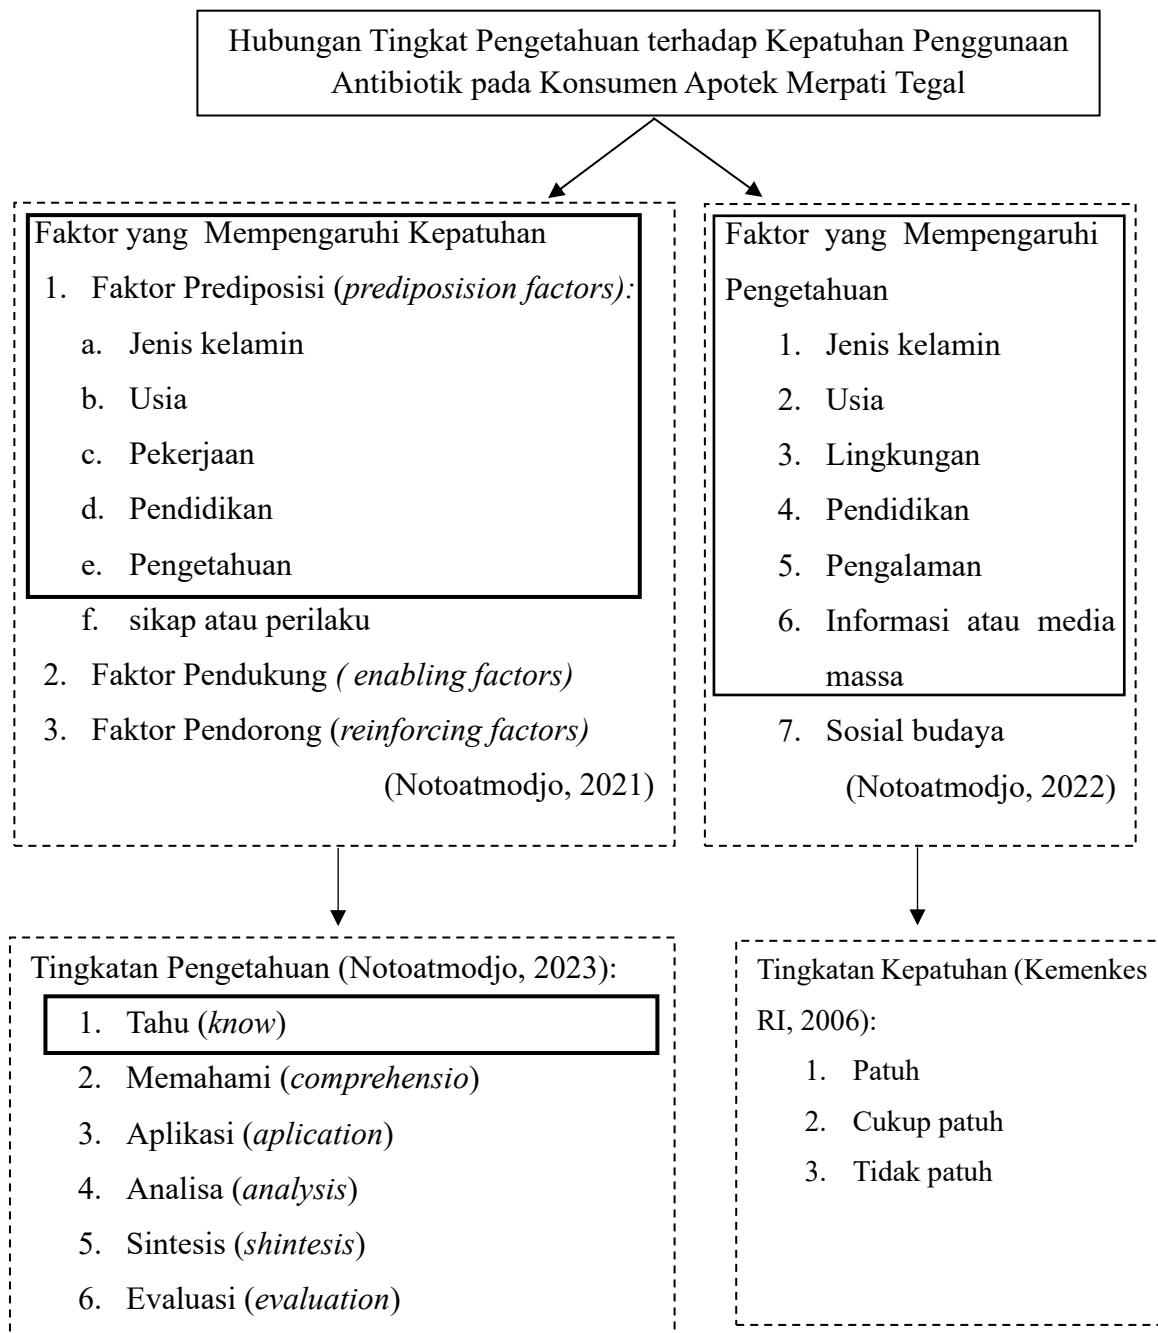 Hubungan Tingkat Pengetahuan terhadap Kepatuhan Penggunaan
Antibiotik pada Konsumen Apotek Merpati Tegal
Faktor yang Mempengaruhi Kepatuhan
1. Faktor Prediposisi (prediposision factors):
a. Jenis kelamin
b. Usia
c. Pekerjaan
d. Pendidikan
e. Pengetahuan
f. sikap atau perilaku
2. Faktor Pendukung ( enabling factors)
3. Faktor Pendorong (reinforcing factors)
(Notoatmodjo, 2021)
Faktor yang Mempengaruhi
Pengetahuan
1. Jenis kelamin
2. Usia
3. Lingkungan
4. Pendidikan
5. Pengalaman
6. Informasi atau media
massa
7. Sosial budaya
(Notoatmodjo, 2022)
Tingkatan Pengetahuan (Notoatmodjo, 2023):
1. Tahu (know)
2. Memahami (comprehensio)
3. Aplikasi (aplication)
4. Analisa (analysis)
5. Sintesis (shintesis)
6. Evaluasi (evaluation)
Tingkatan Kepatuhan (Kemenkes
RI, 2006):
1. Patuh
2. Cukup patuh
3. Tidak patuh